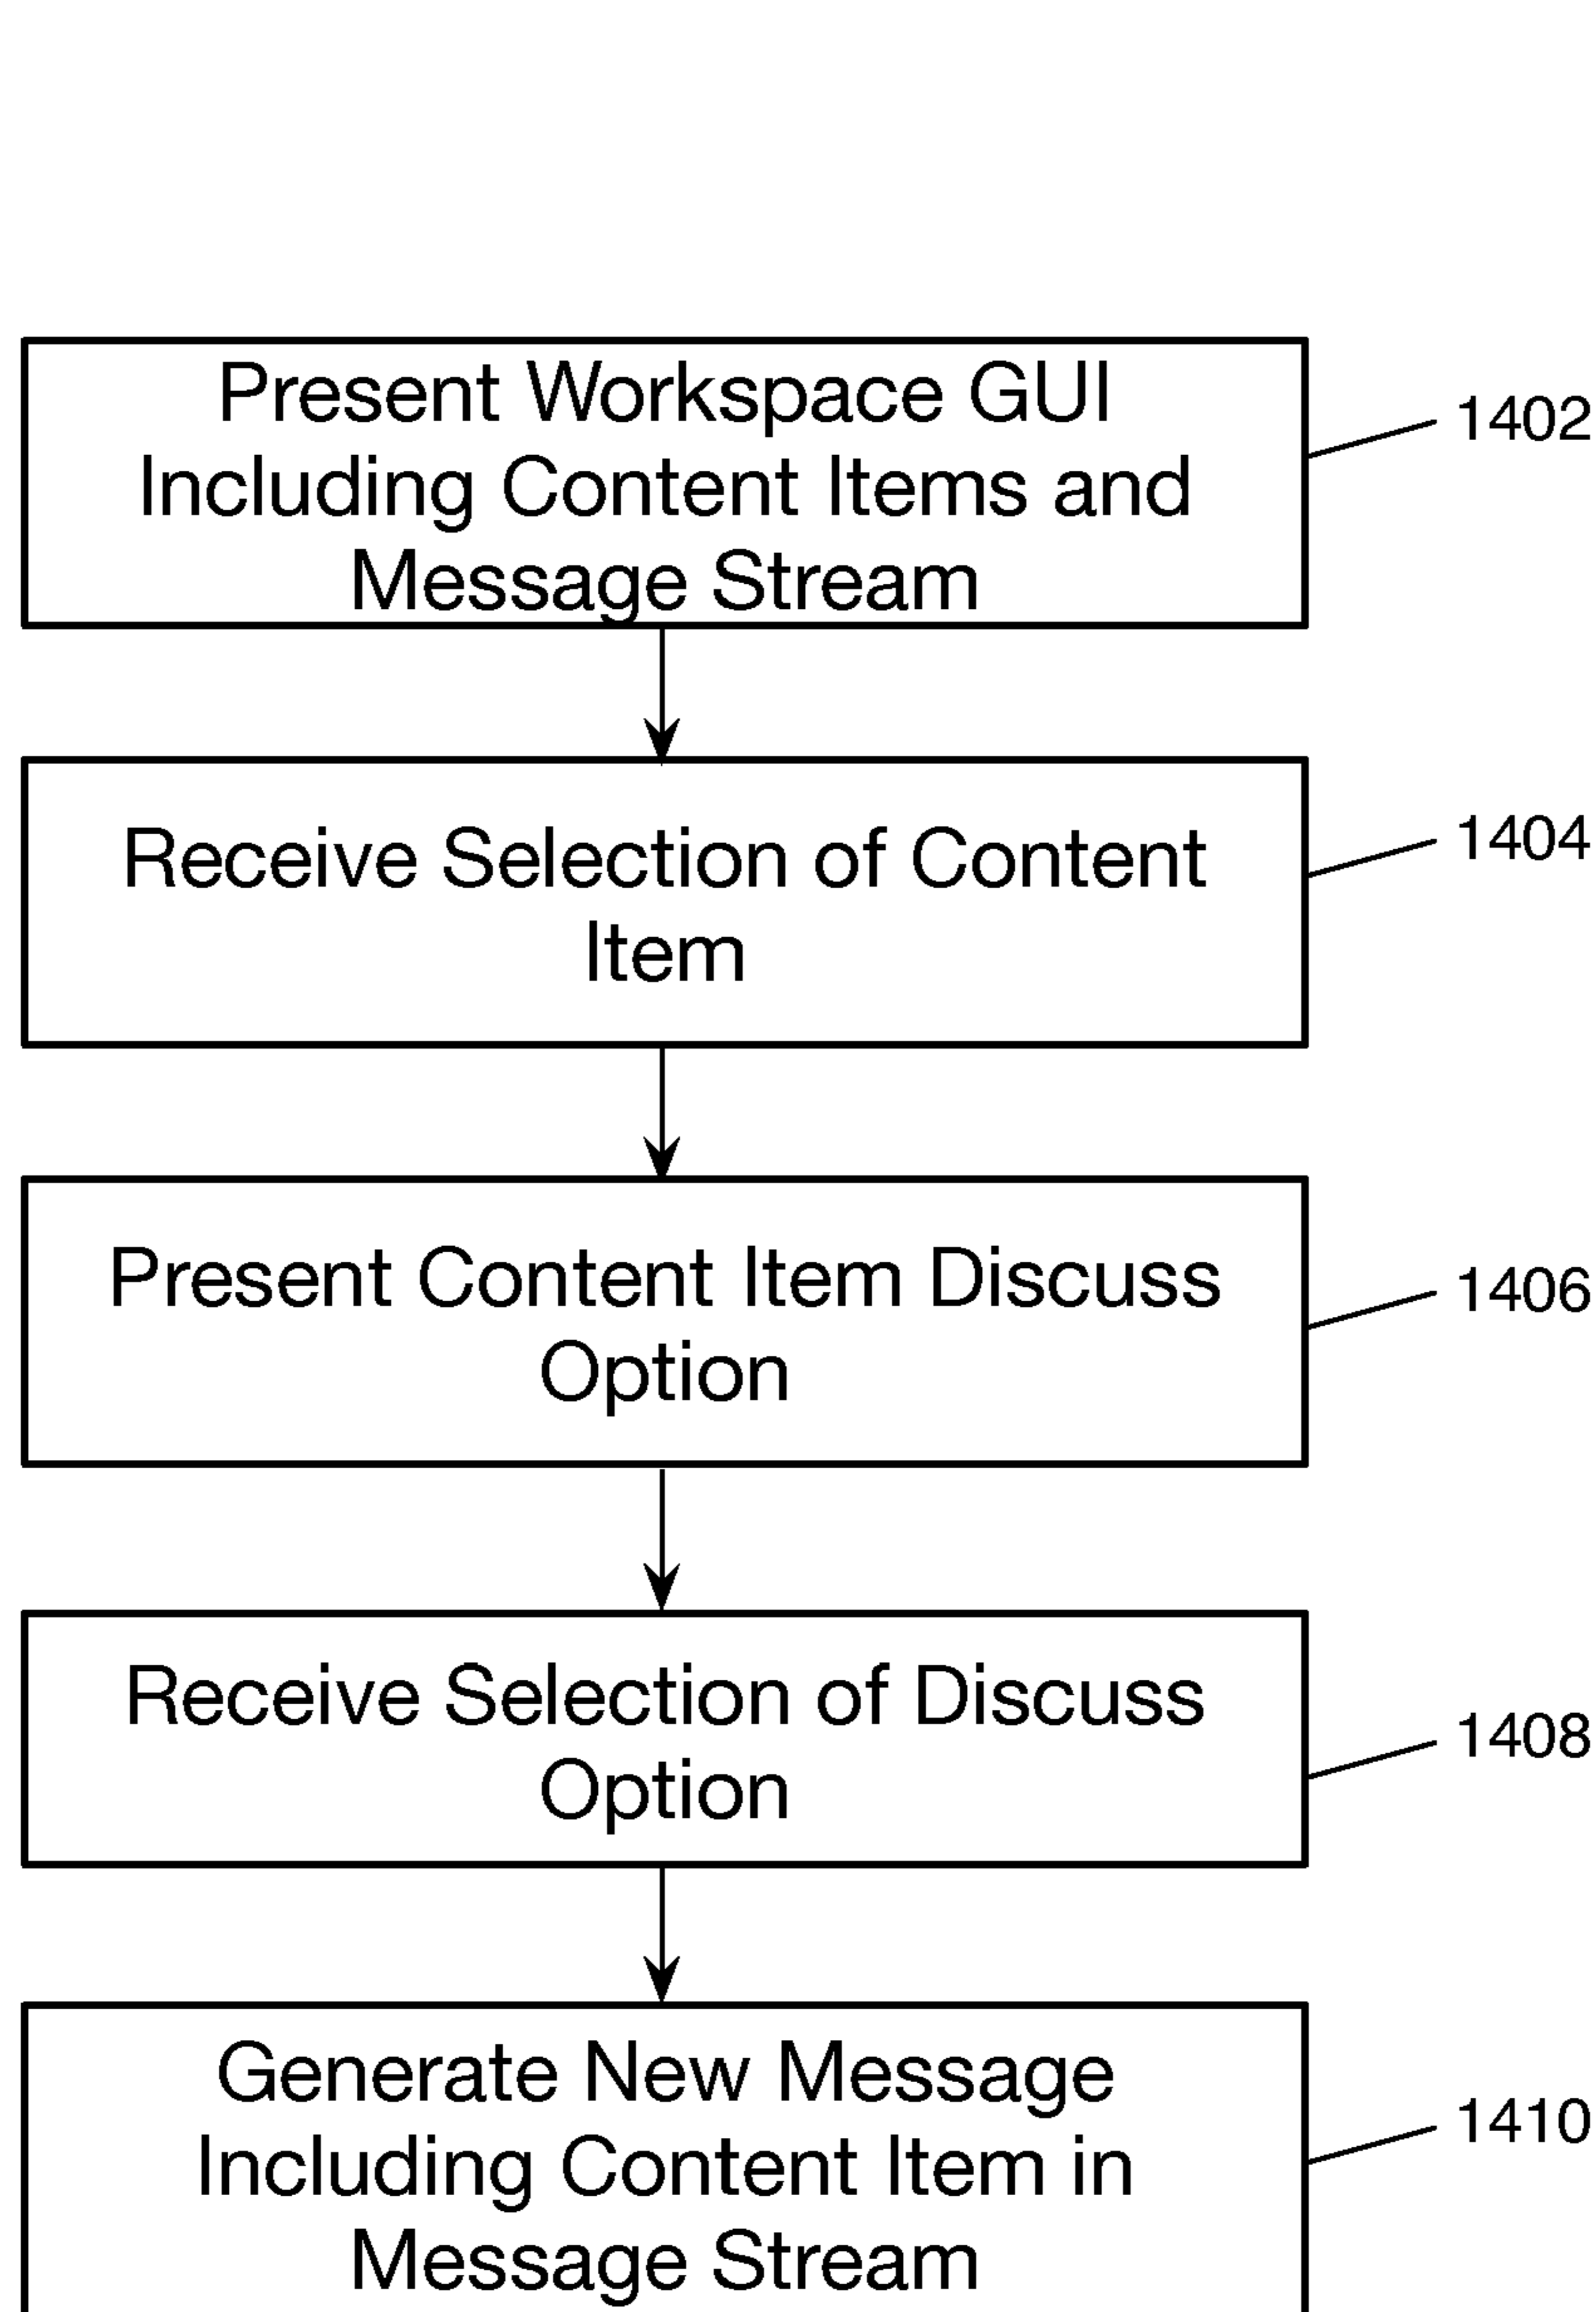 Present Workspace GUI
Including Content Items and
Message Stream
1402
Receive Selection of Content
Item
1404
Present Content Item Discuss
Option
1406
Receive Selection of Discuss
Option
1408
Generate New Message
Including Content Item in
Message Stream
1410